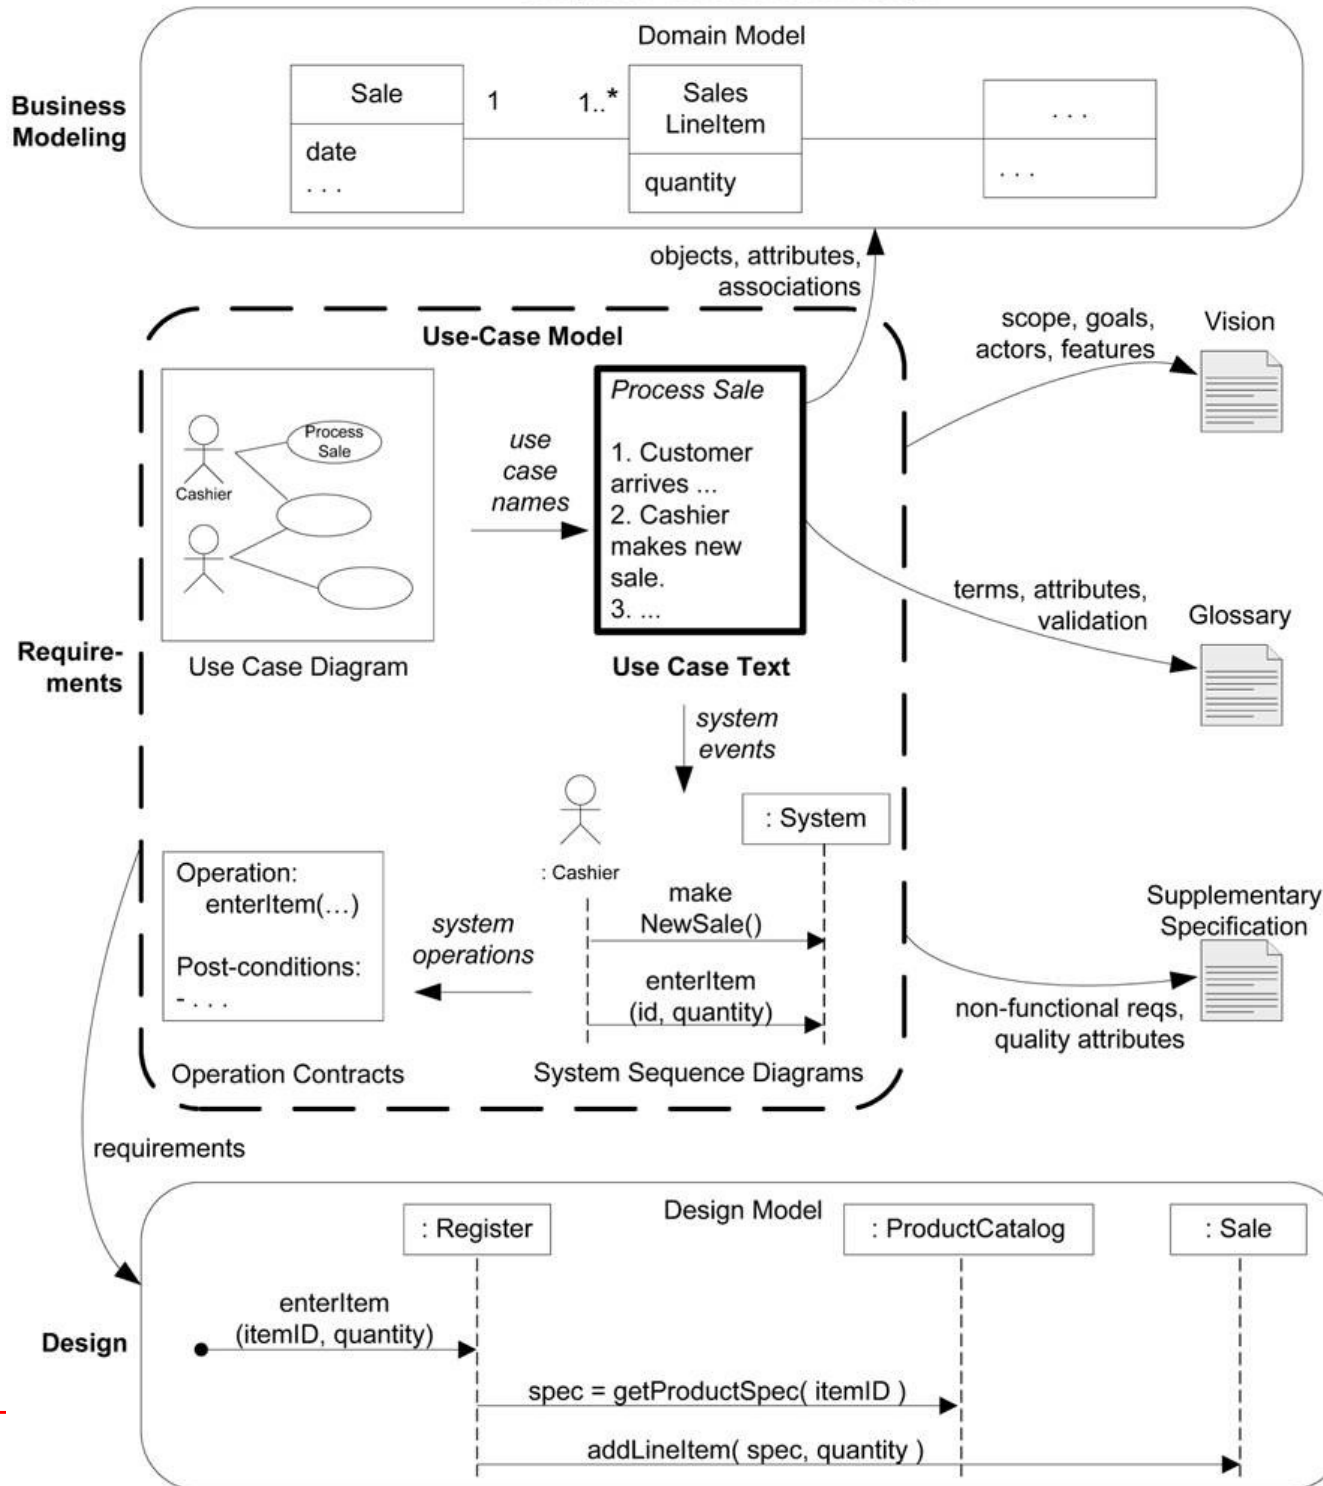 Domain Model
Business
Modeling
Sale
1
1..*
Sales
LineItem
. . .
date
. . .
quantity
. . .
objects, attributes,
associations
Use-Case Model
scope, goals,
actors, features
Vision
Process
Sale
Cashier
use
case
names
Process Sale
1. Customer
arrives ...
2. Cashier
makes new
sale.
3. ...
terms, attributes,
validation
Glossary
Require-
ments
Use Case Diagram
Use Case Text
system
events
: System
: Cashier
Operation:
enterItem(…)
Post-conditions:
- . . .
system
operations
make
NewSale()
enterItem
(id, quantity)
Supplementary
Specification
non-functional reqs,
quality attributes
Operation Contracts
System Sequence Diagrams
requirements
Design Model
: Register
: ProductCatalog
: Sale
Design
enterItem
(itemID, quantity)
spec = getProductSpec( itemID )
addLineItem( spec, quantity )